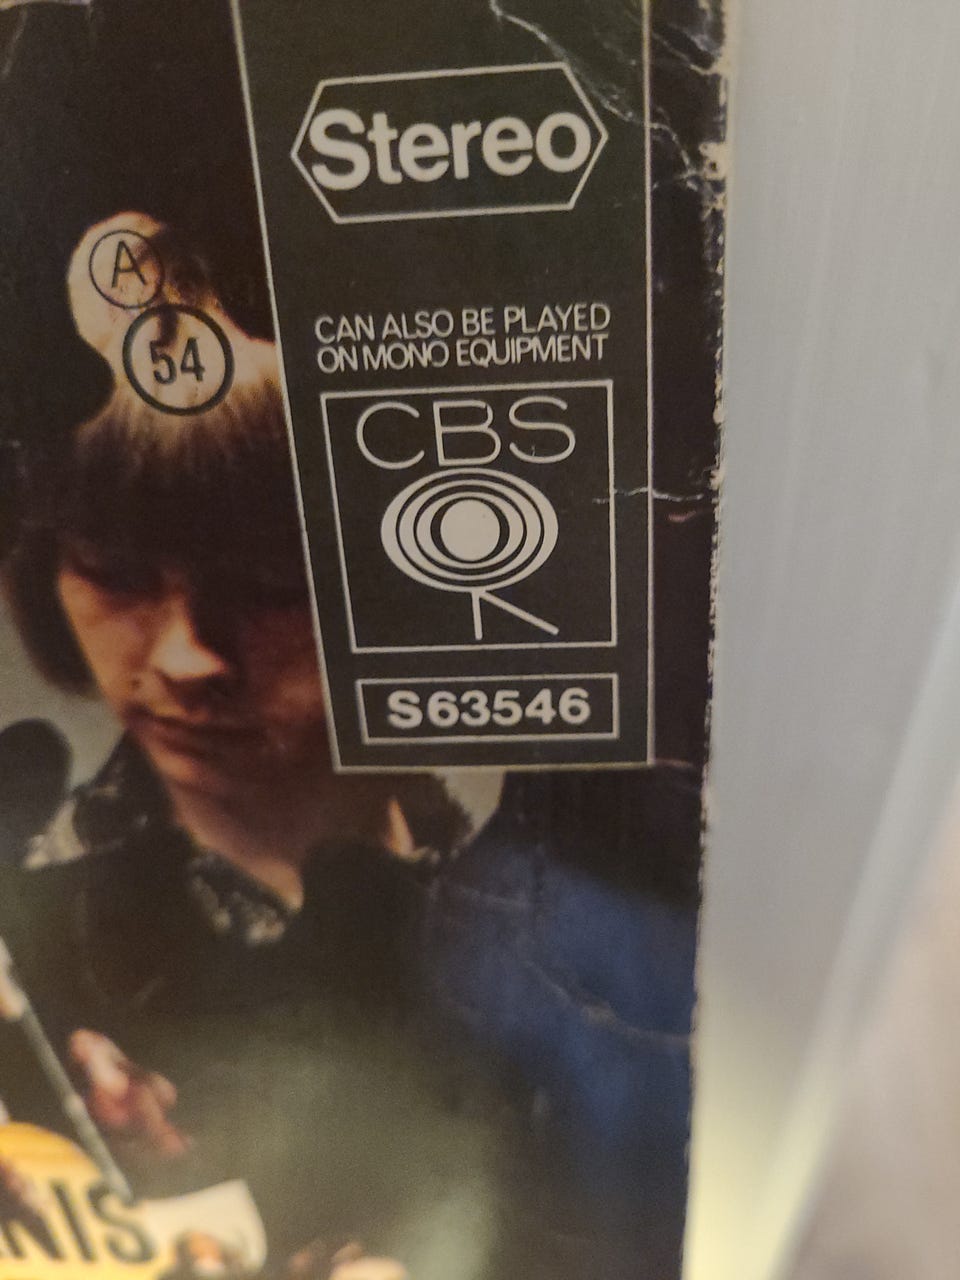 Stereo
A
54
CAN ALSO BE PLAYED
ON MONO EQUIPMENT
CBS
S63546
NIS